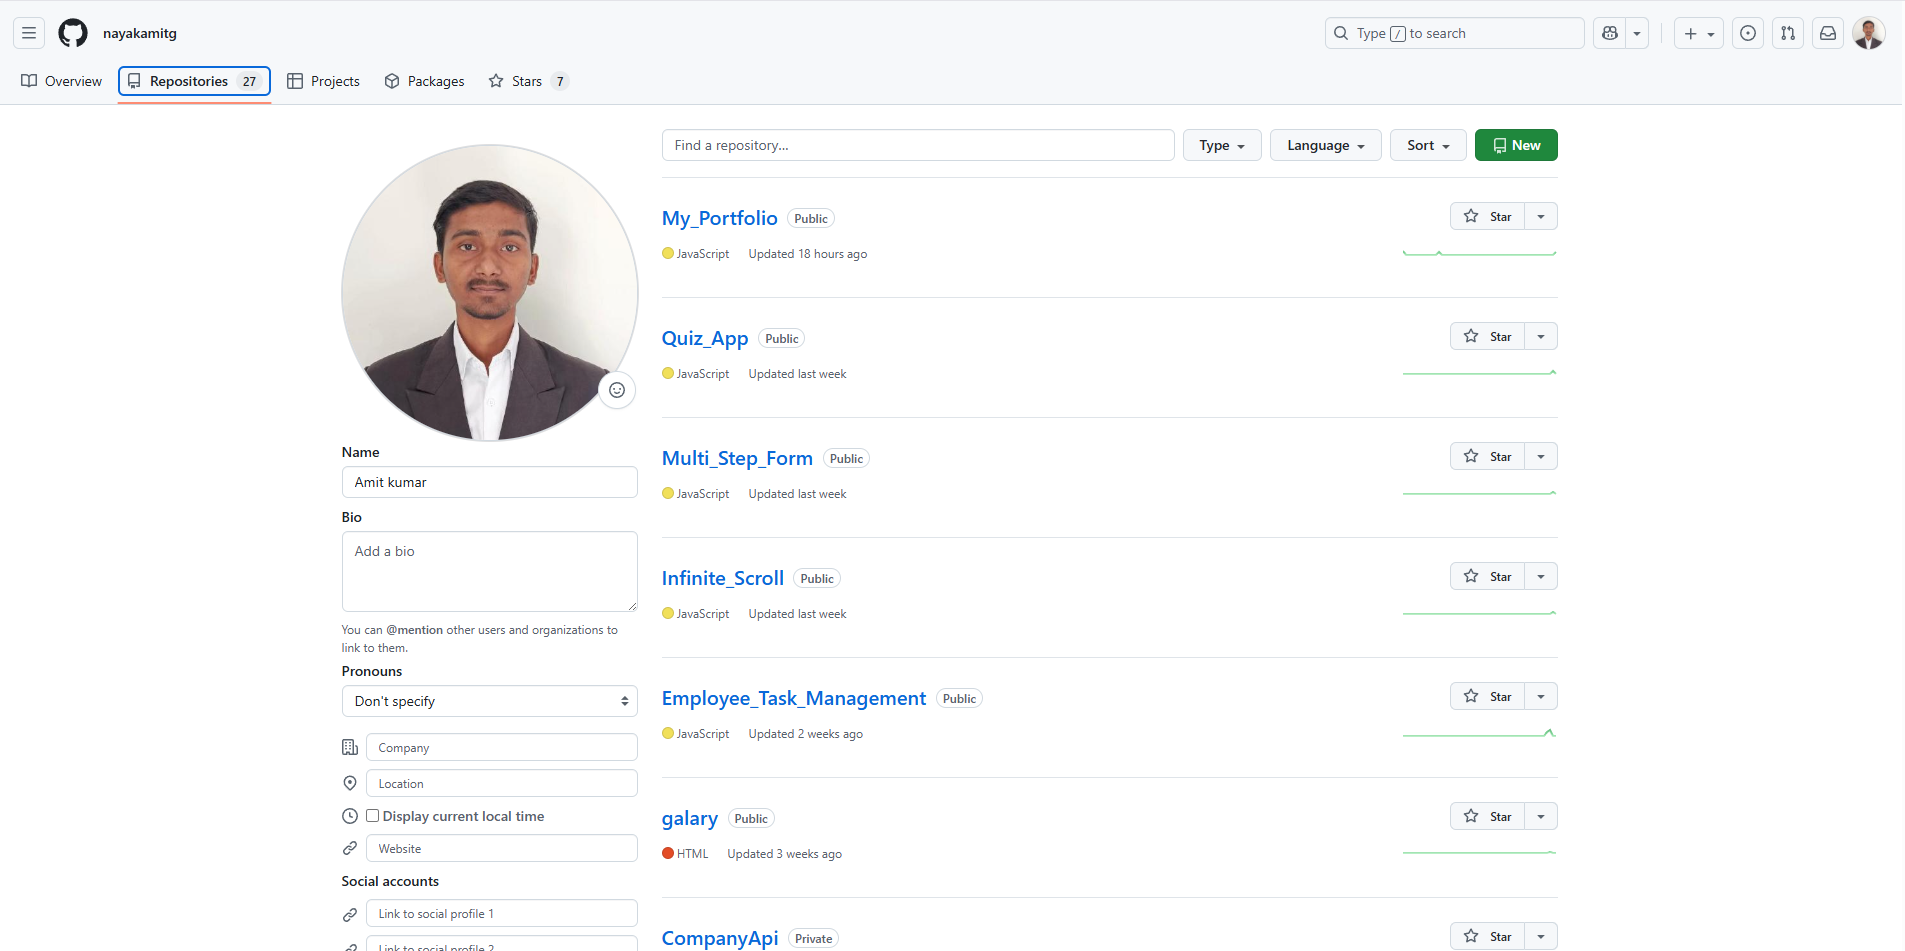 nayakamitg
Type / to search
Overview
Repositories 27
Projects
Packages
Stars 7
Find a repository...
Type
Language
Sort
New
Name
Amit kumar
Bio
Add a bio
You can @mention other users and organizations to
link to them.
Pronouns
Don't specify
Company
Location
Display current local time
Website
Social accounts
Link to social profile 1
Link to social profile 2
My_Portfolio Public
Star
JavaScript Updated 18 hours ago
Quiz_App Public
Star
JavaScript Updated last week
Multi_Step_Form Public
Star
JavaScript Updated last week
Infinite_Scroll Public
Star
JavaScript Updated last week
Employee_Task_Management Public
Star
JavaScript Updated 2 weeks ago
galary Public
Star
HTML Updated 3 weeks ago
CompanyApi Private
Star